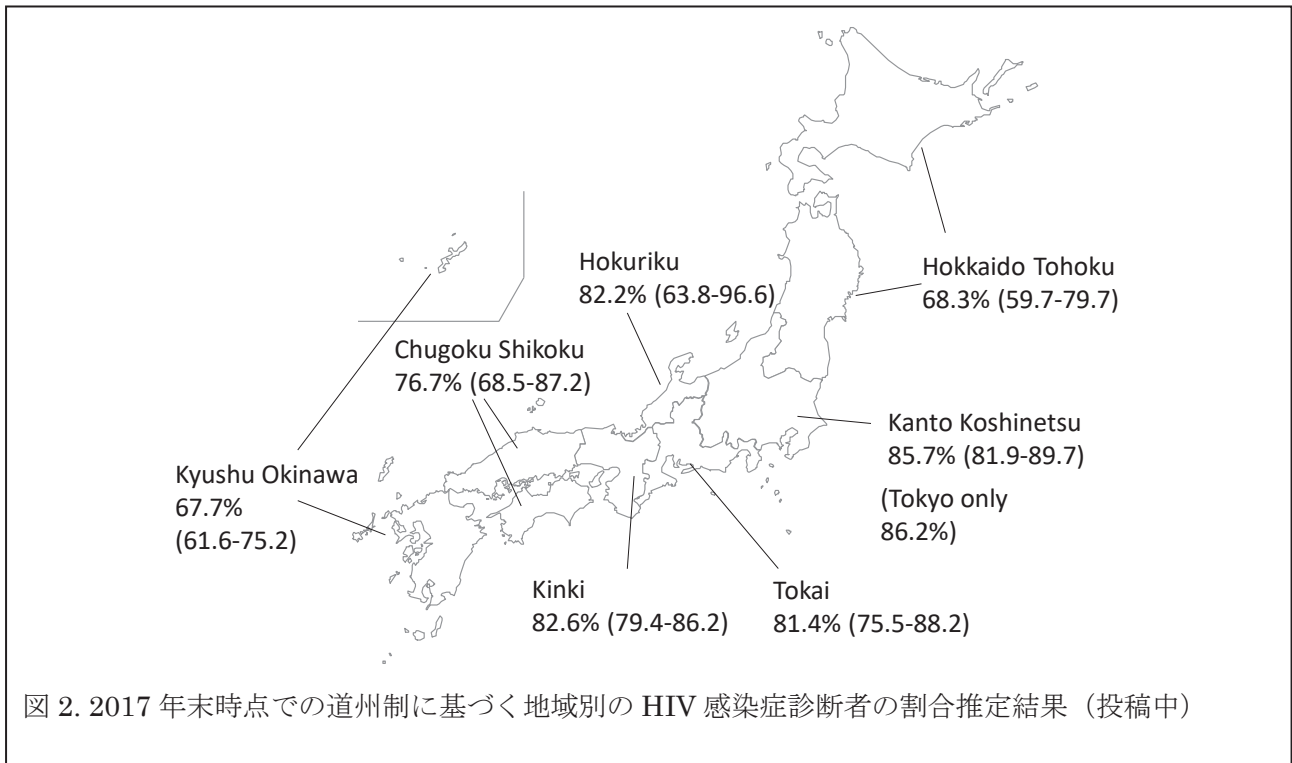 Hokuriku
82.2% (63.8-96.6)
Hokkaido Tohoku
68.3% (59.7-79.7)
Chugoku Shikoku
76.7% (68.5-87.2)
Kanto Koshinetsu
85.7% (81.9-89.7)
(Tokyo only
86.2%)
Kyushu Okinawa
67.7%
(61.6-75.2)
Kinki
82.6% (79.4-86.2)
Tokai
81.4% (75.5-88.2)
図 2. 2017 年末時点での道州制に基づく地域別の HIV 感染症診断者の割合推定結果（投稿中）